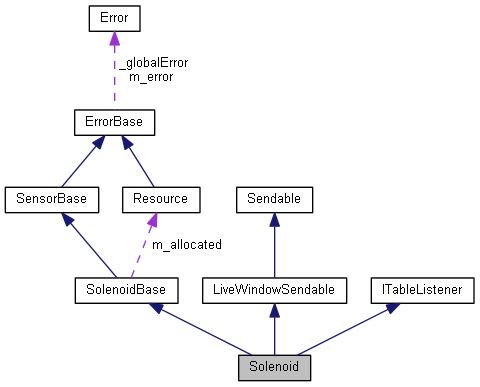 Error
_globalError
m_error
ErrorBase
SensorBase
Resource
Sendable
m_allocated
SolenoidBase
LiveWindowSendable
ITableListener
Solenoid